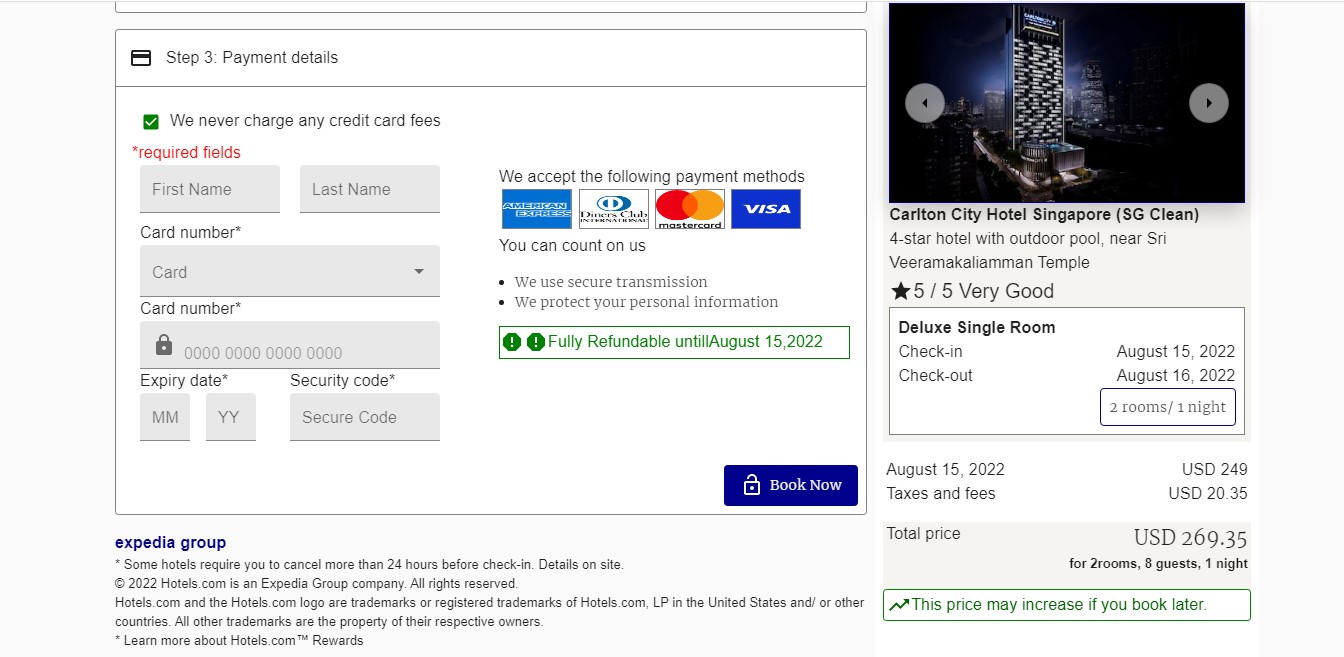 Step 3: Payment details
We never charge any credit card fees
*required fields
First Name
Last Name
Card number*
Card
Card number*
0000 0000 0000 0000
Expiry date*
Security code*
MM
YY
Secure Code
We accept the following payment methods
AMERICAN
EXPRESS
Diners Club
INTERNATIONAL
mastercard
VISA
You can count on us
We use secure transmission
We protect your personal information
Fully Refundable untillAugust 15,2022
Book Now
expedia group
* Some hotels require you to cancel more than 24 hours before check-in. Details on site.
© 2022 Hotels.com is an Expedia Group company. All rights reserved.
Hotels.com and the Hotels.com logo are trademarks or registered trademarks of Hotels.com, LP in the United States and/ or other
countries. All other trademarks are the property of their respective owners.
* Learn more about Hotels.com™ Rewards
CARLTON CITY
Carlton City Hotel Singapore (SG Clean)
4-star hotel with outdoor pool, near Sri
Veeramakaliamman Temple
5 / 5 Very Good
Deluxe Single Room
Check-in August 15, 2022
Check-out August 16, 2022
2 rooms/ 1 night
August 15, 2022 USD 249
Taxes and fees USD 20.35
Total price USD 269.35
for 2rooms, 8 guests, 1 night
This price may increase if you book later.